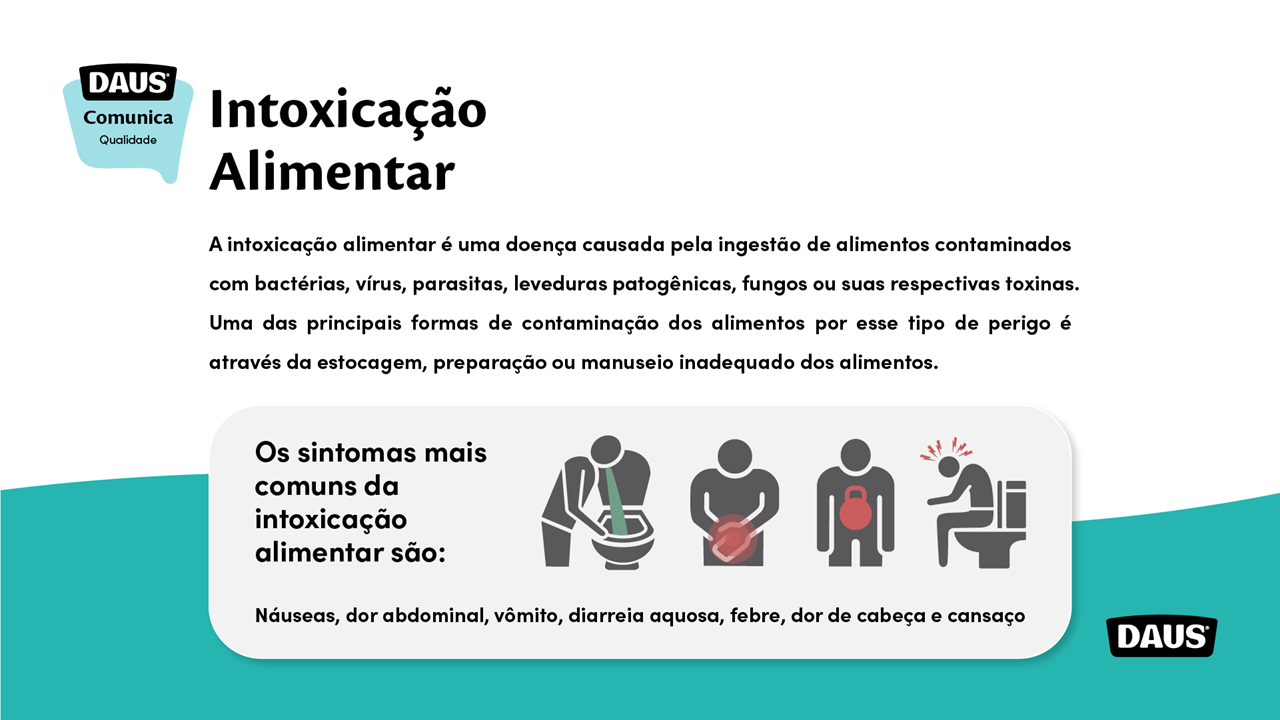 DAUS®
Comunica
Qualidade
Intoxicação
Alimentar
A intoxicação alimentar é uma doença causada pela ingestão de alimentos contaminados
com bactérias, vírus, parasitas, leveduras patogênicas, fungos ou suas respectivas toxinas.
Uma das principais formas de contaminação dos alimentos por esse tipo de perigo é
através da estocagem, preparação ou manuseio inadequado dos alimentos.
Os sintomas mais
comuns da
intoxicação
alimentar são:
Náuseas, dor abdominal, vômito, diarreia aquosa, febre, dor de cabeça e cansaço
DAUS®